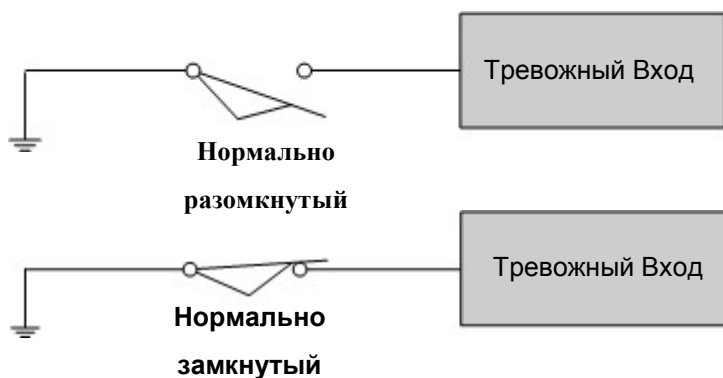 Тревожный Вход
Нормально
разомкнутый
Тревожный Вход
Нормально
замкнутый